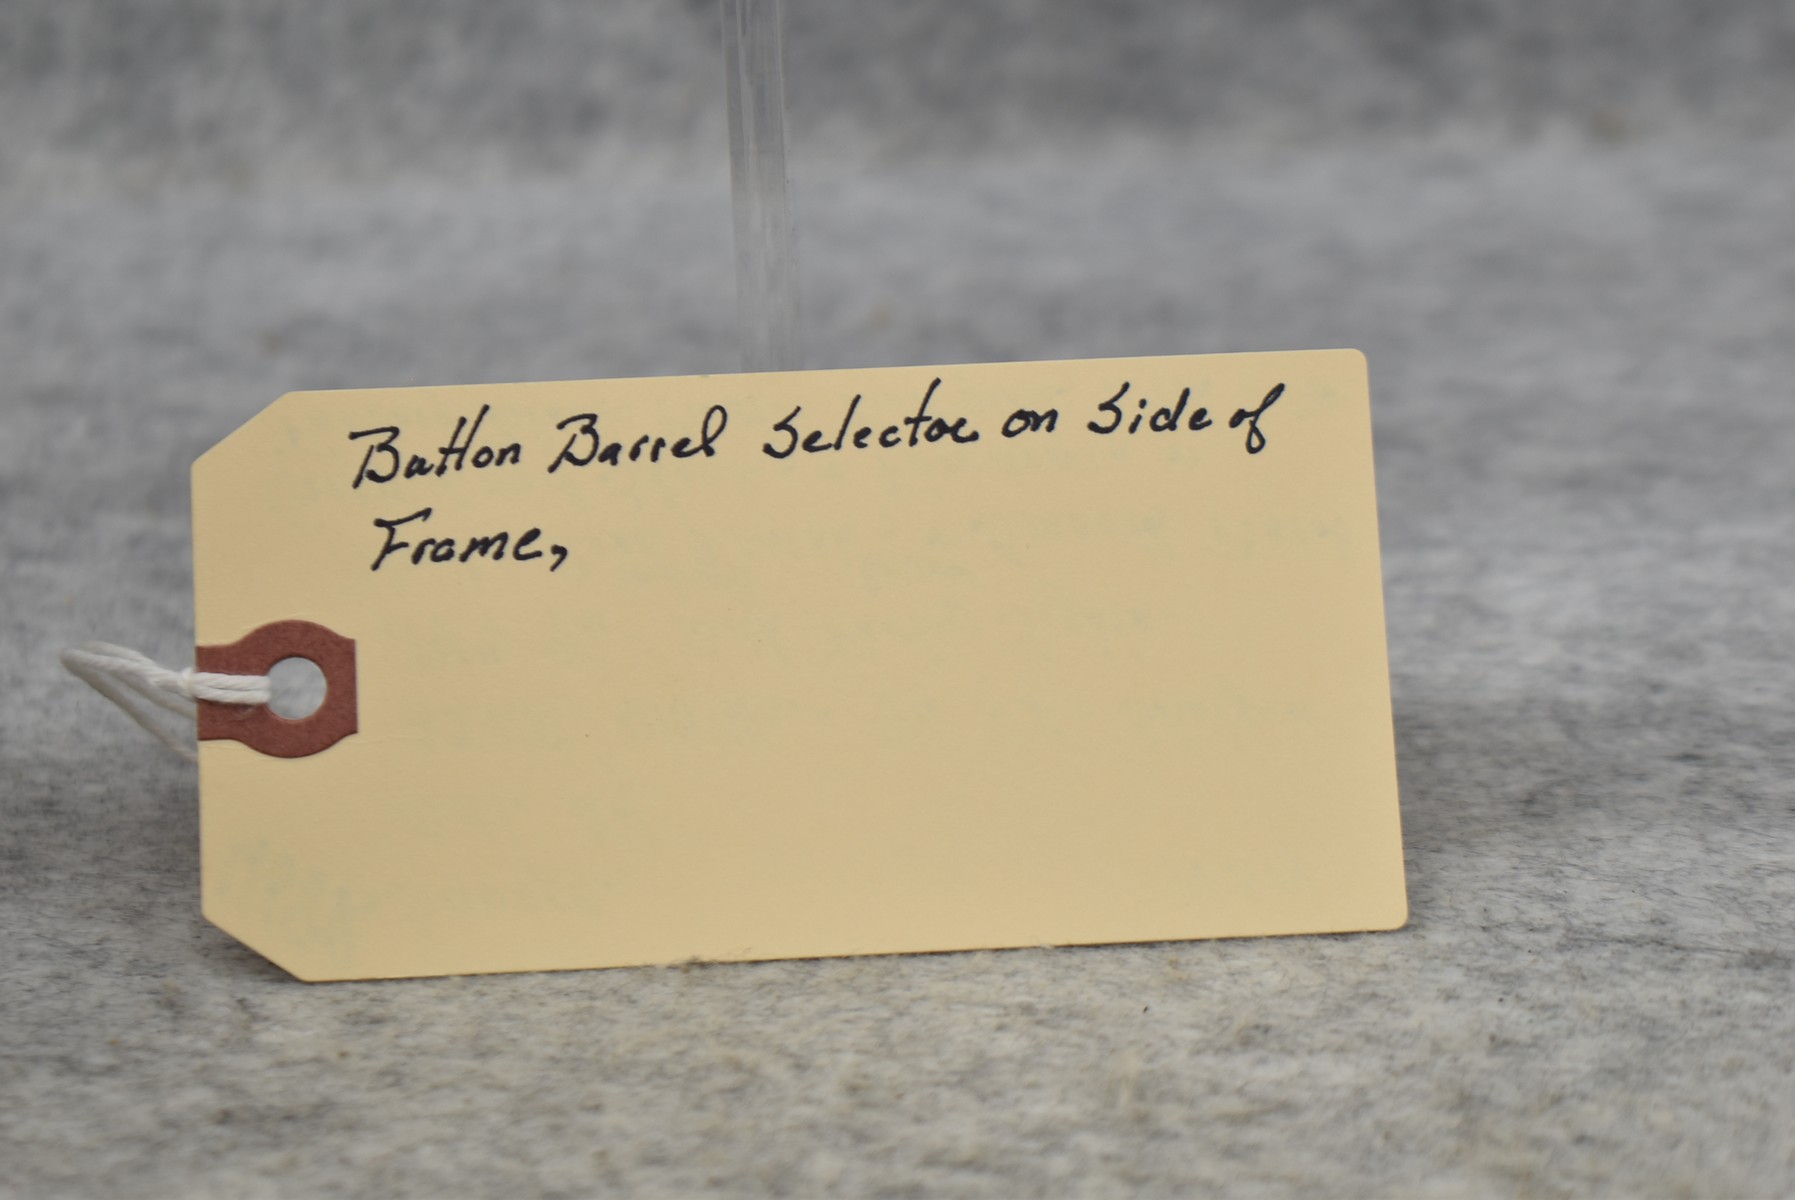 Button Barrel Selector on Side of
Frame,